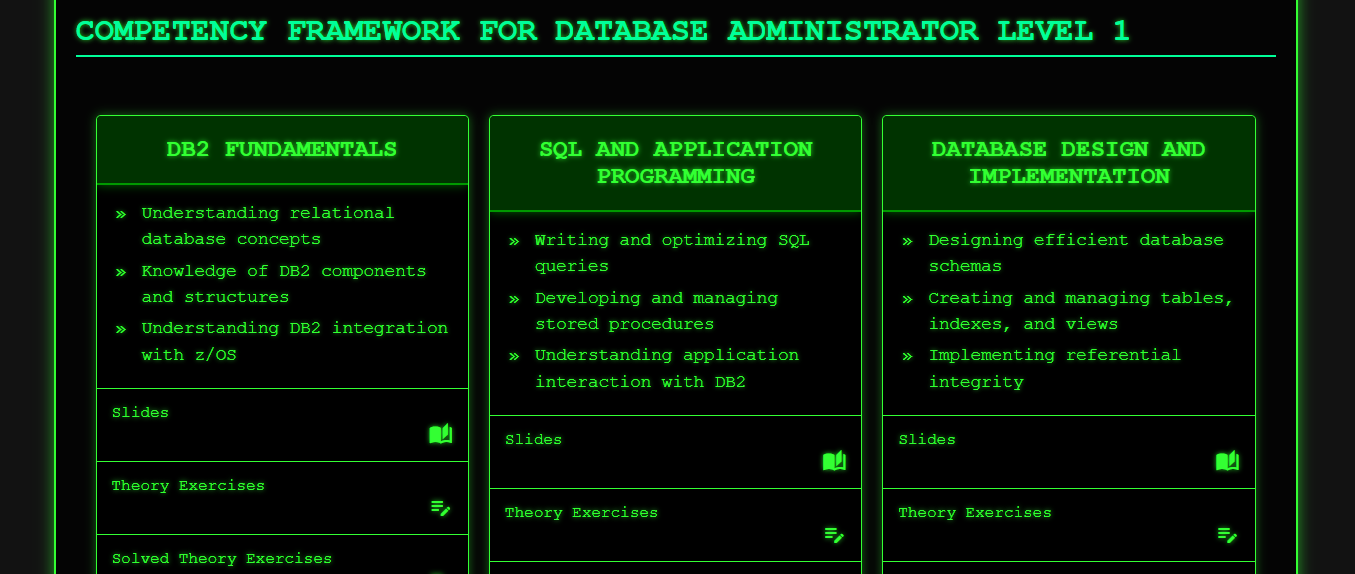 COMPETENCY FRAMEWORK FOR DATABASE ADMINISTRATOR LEVEL 1
DB2 FUNDAMENTALS
» Understanding relational
database concepts
» Knowledge of DB2 components
and structures
» Understanding DB2 integration
with z/OS
Slides
Theory Exercises
Solved Theory Exercises
SQL AND APPLICATION
PROGRAMMING
» Writing and optimizing SQL
queries
» Developing and managing
stored procedures
» Understanding application
interaction with DB2
Slides
Theory Exercises
DATABASE DESIGN AND
IMPLEMENTATION
» Designing efficient database
schemas
» Creating and managing tables,
indexes, and views
» Implementing referential
integrity
Slides
Theory Exercises